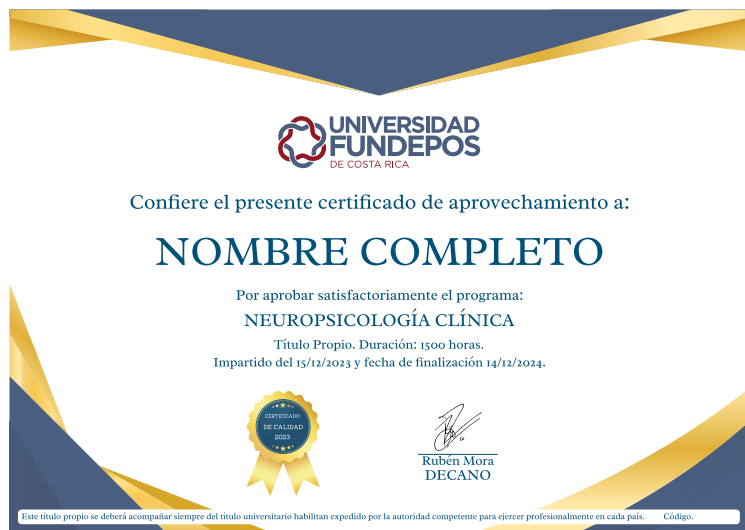 UNIVERSIDAD
FUNDEPOS
DE COSTA RICA
Confiere el presente certificado de aprovechamiento a:
NOMBRE COMPLETO
Por aprobar satisfactoriamente el programa:
NEUROPSICOLOGÍA CLÍNICA
Título Propio. Duración: 1500 horas.
Impartido del 15/12/2023 y fecha de finalización 14/12/2024.
CERTIFICADO
DE CALIDAD
2023
Rubén Mora
DECANO
Este título propio se deberá acompañar siempre del título universitario habilitan expedido por la autoridad competente para ejercer profesionalmente en cada país. Código.